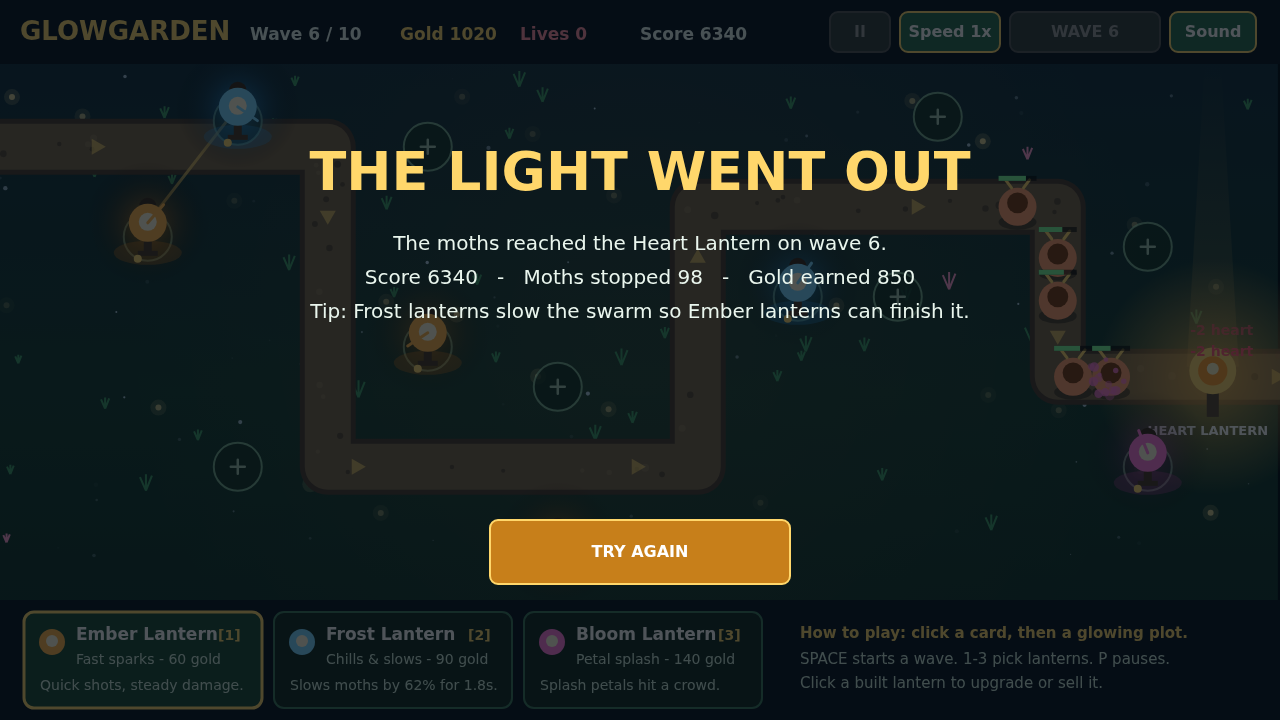 GLOWGARDEN
Wave 6 / 10
Gold 1020
Lives 0
Score 6340
II
Speed 1x
WAVE 6
Sound
THE LIGHT WENT OUT
The moths reached the Heart Lantern on wave 6.
Score 6340 - Moths stopped 98 - Gold earned 850
Tip: Frost lanterns slow the swarm so Ember lanterns can finish it.
-2 heart
-2 heart
HEART LANTERN
TRY AGAIN
Ember Lantern [1]
Fast sparks - 60 gold
Quick shots, steady damage.
Frost Lantern [2]
Chills & slows - 90 gold
Slows moths by 62% for 1.8s.
Bloom Lantern [3]
Petal splash - 140 gold
Splash petals hit a crowd.
How to play: click a card, then a glowing plot.
SPACE starts a wave. 1-3 pick lanterns. P pauses.
Click a built lantern to upgrade or sell it.